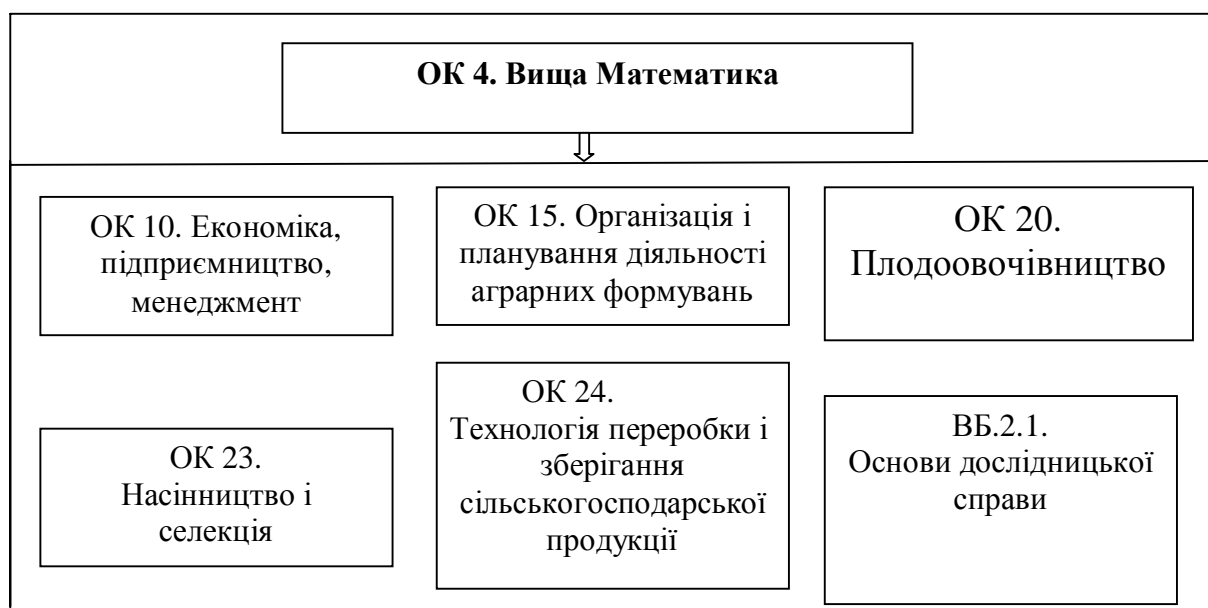 ОК 4. Вища Математика
ОК 10. Економіка,
підприємництво,
менеджмент
ОК 15. Організація і
планування діяльності
аграрних формувань
ОК 20.
Плодоовочівництво
ОК 23.
Насінництво і
селекція
ОК 24.
Технологія переробки і
зберігання
сільськогосподарської
продукції
ВБ.2.1.
Основи дослідницької
справи